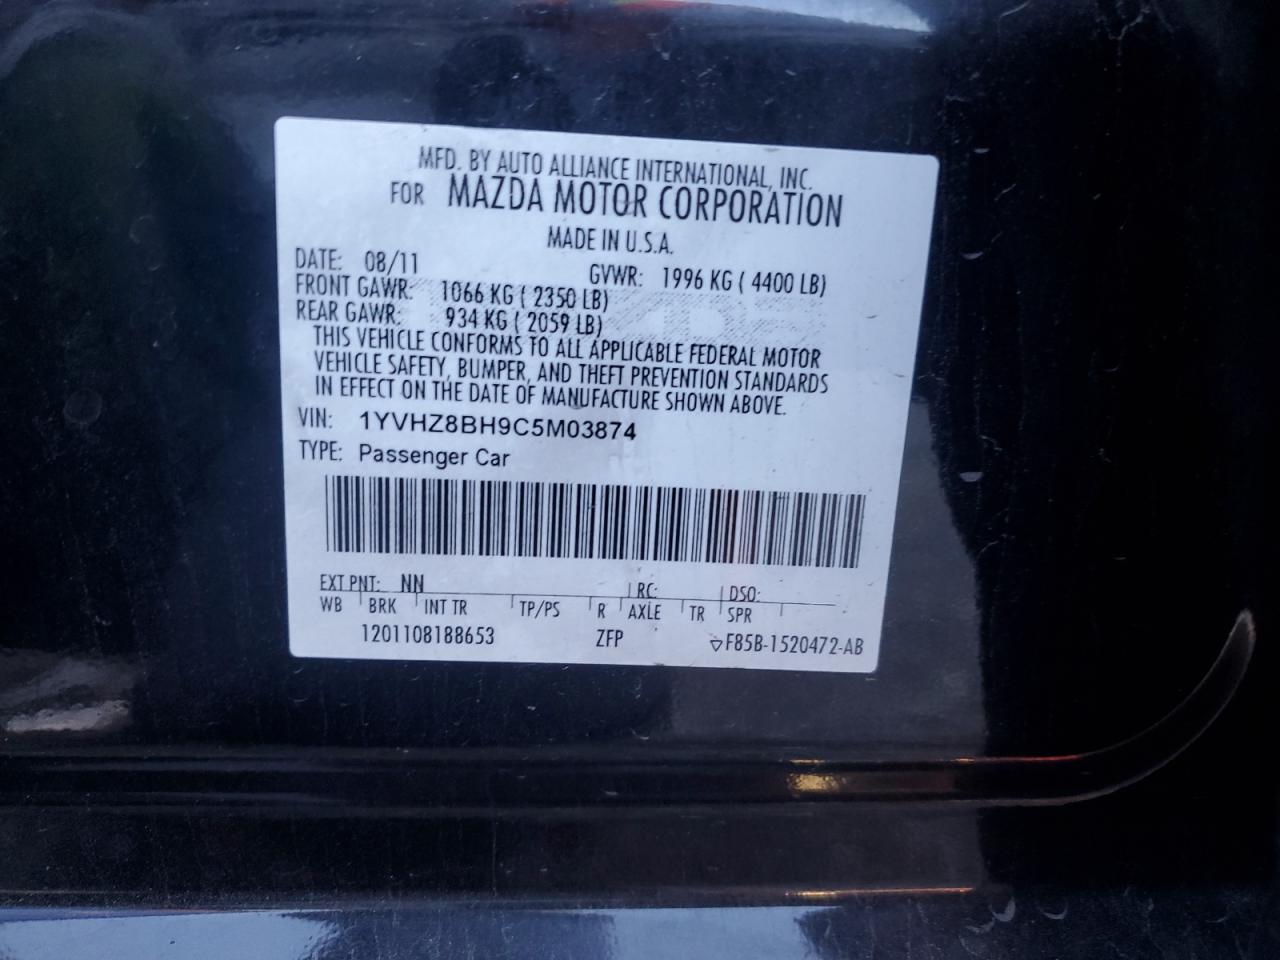 MFD. BY AUTO ALLIANCE INTERNATIONAL, INC.
FOR MAZDA MOTOR CORPORATION
MADE IN U.S.A.
DATE: 08/11 GVWR: 1996 KG ( 4400 LB)
FRONT GAWR: 1066 KG ( 2350 LB)
REAR GAWR: 934 KG ( 2059 LB)
THIS VEHICLE CONFORMS TO ALL APPLICABLE FEDERAL MOTOR
VEHICLE SAFETY, BUMPER, AND THEFT PREVENTION STANDARDS
IN EFFECT ON THE DATE OF MANUFACTURE SHOWN ABOVE.
VIN: 1YVHZ8BH9C5M03874
TYPE: Passenger Car
EXT PNT: NN RC: DSO:
WB BRK INT TR TP/PS R AXLE TR SPR
1201108188653 ZFP ▽F85B-1520472-AB